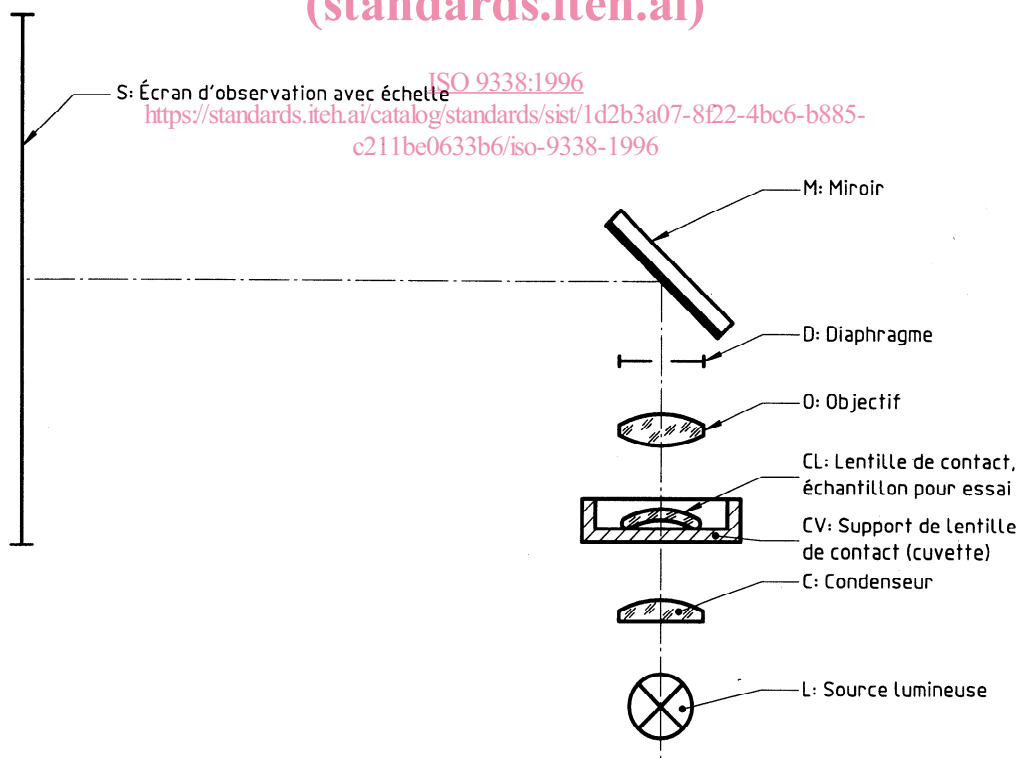 (standards.iteh.ai)
ISO 9338:1996
S: Écran d'observation avec échelle
https://standards.iteh.ai/catalog/standards/sist/1d2b3a07-8f22-4bc6-b885-
c211be0633b6/iso-9338-1996
M: Miroir
D: Diaphragme
O: Objectif
CL: Lentille de contact,
échantillon pour essai
CV: Support de lentille
de contact (cuvette)
C: Condenseur
L: Source lumineuse